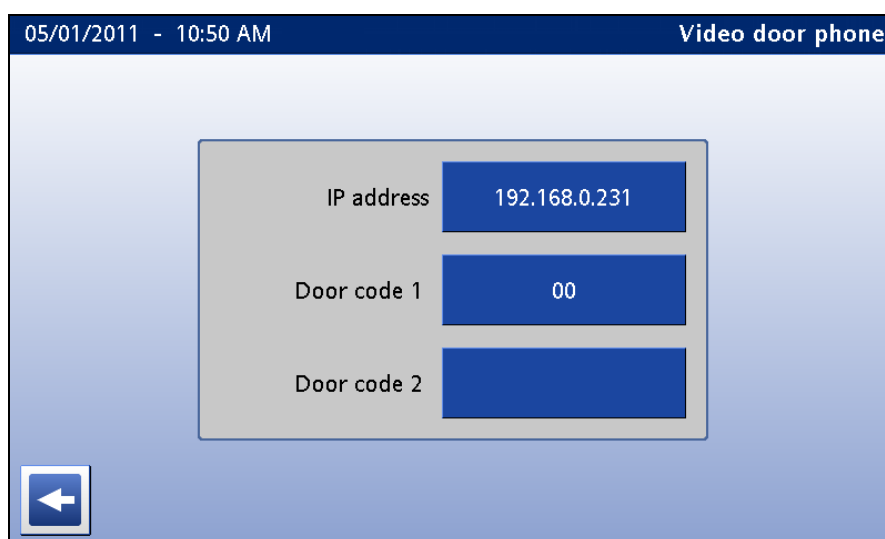 05/01/2011 - 10:50 AM Video door phone
IP address 192.168.0.231
Door code 1 00
Door code 2